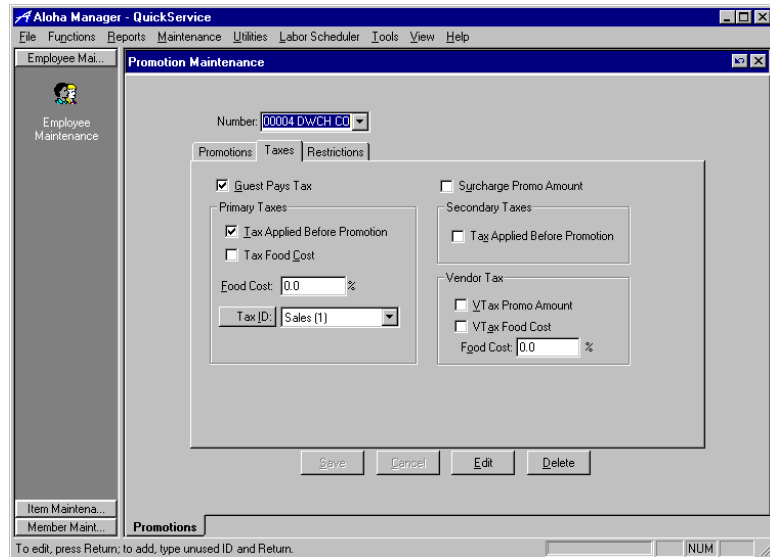 Aloha Manager - QuickService
File Functions Reports Maintenance Utilities Labor Scheduler Tools View Help
Employee Mai...
Promotion Maintenance
Employee
Maintenance
Number: 00004 DWCH CO
Promotions Taxes Restrictions
Guest Pays Tax
Surcharge Promo Amount
Primary Taxes
Tax Applied Before Promotion
Tax Food Cost
Food Cost: 0.0 %
Tax ID: Sales (1)
Secondary Taxes
Tax Applied Before Promotion
Vendor Tax
VTax Promo Amount
VTax Food Cost
Food Cost: 0.0 %
Save Cancel Edit Delete
Item Maintena...
Member Maint...
Promotions
To edit, press Return; to add, type unused ID and Return.
NUM